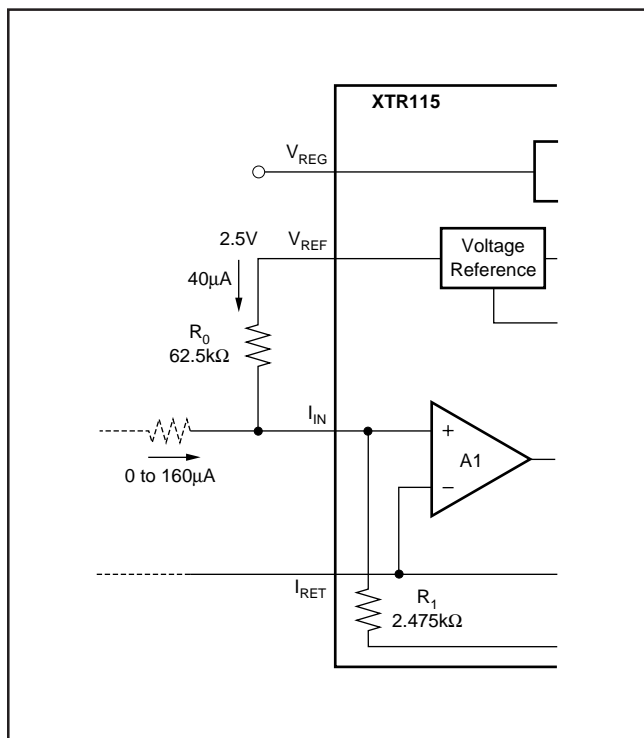 XTR115
V_REG
2.5V
V_REF
Voltage
Reference
40µA
R_0
62.5kΩ
I_IN
+
A1
–
0 to 160µA
I_RET
R_1
2.475kΩ